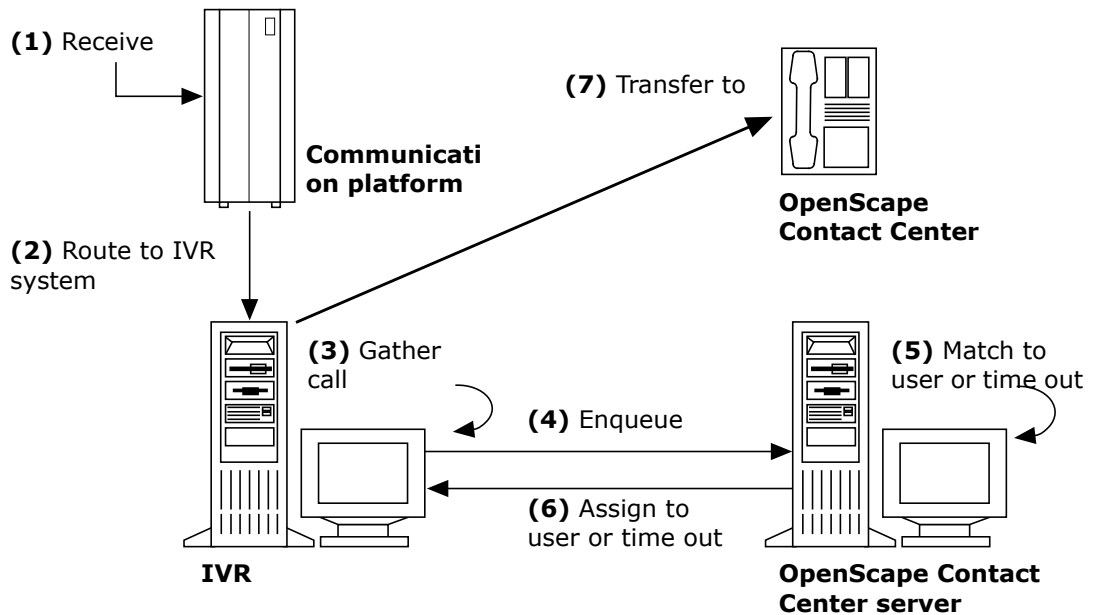 (1) Receive
Communicati
on platform
(7) Transfer to
OpenScape
Contact Center
(2) Route to IVR
system
(3) Gather
call
(4) Enqueue
(5) Match to
user or time out
(6) Assign to
user or time out
IVR
OpenScape Contact
Center server